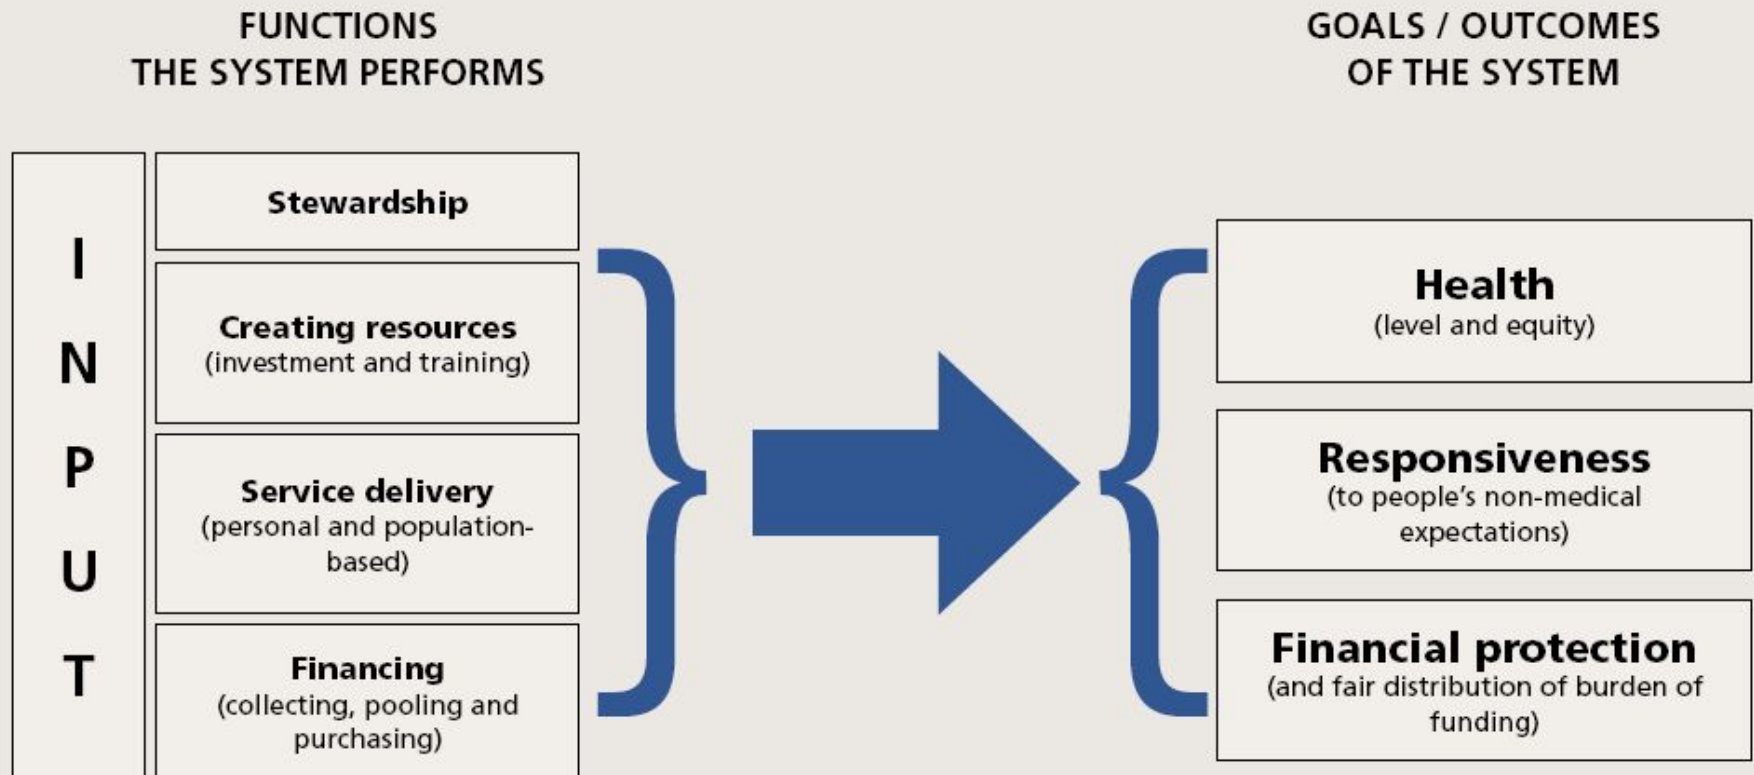 FUNCTIONS
THE SYSTEM PERFORMS
GOALS / OUTCOMES
OF THE SYSTEM
I
N
P
U
T
Stewardship
Creating resources
(investment and training)
Service delivery
(personal and population-
based)
Financing
(collecting, pooling and
purchasing)
Health
(level and equity)
Responsiveness
(to people's non-medical
expectations)
Financial protection
(and fair distribution of burden of
funding)